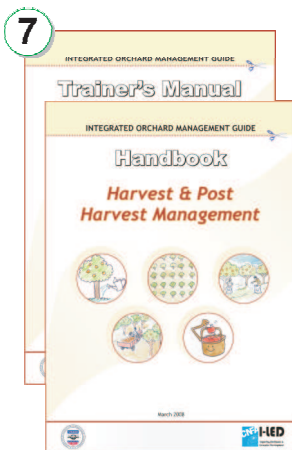 7
INTEGRATED ORCHARD MANAGEMENT GUIDE
Trainer's Manual
INTEGRATED ORCHARD MANAGEMENT GUIDE
Handbook
Harvest & Post
Harvest Management
March 2008
i-LED